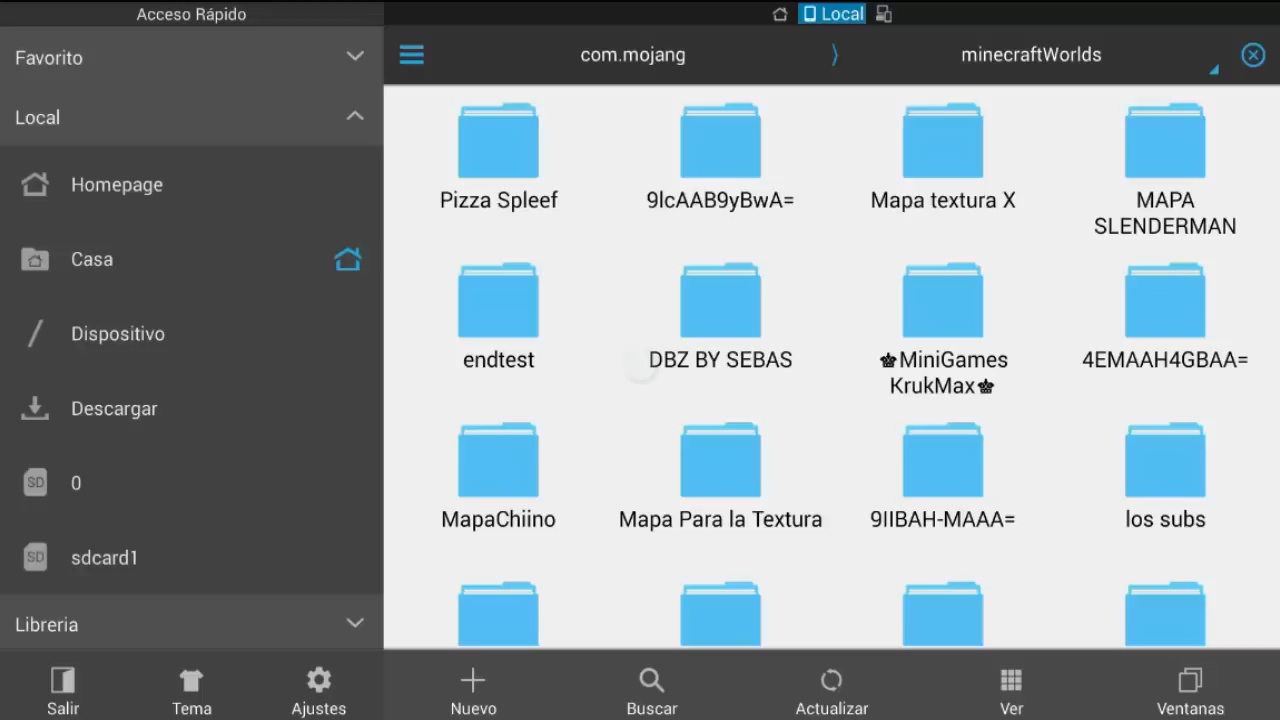 Acceso Rápido
Local
Favorito
com.mojang
minecraftWorlds
Local
Homepage
Casa
Dispositivo
Descargar
SD 0
SD sdcard1
Libreria
Pizza Spleef
9lcAAB9yBwA=
Mapa textura X
MAPA
SLENDERMAN
endtest
DBZ BY SEBAS
♚MiniGames
KrukMax♚
4EMAAH4GBAA=
MapaChiino
Mapa Para la Textura
9IIBAH-MAAA=
los subs
Salir
Tema
Ajustes
Nuevo
Buscar
Actualizar
Ver
Ventanas